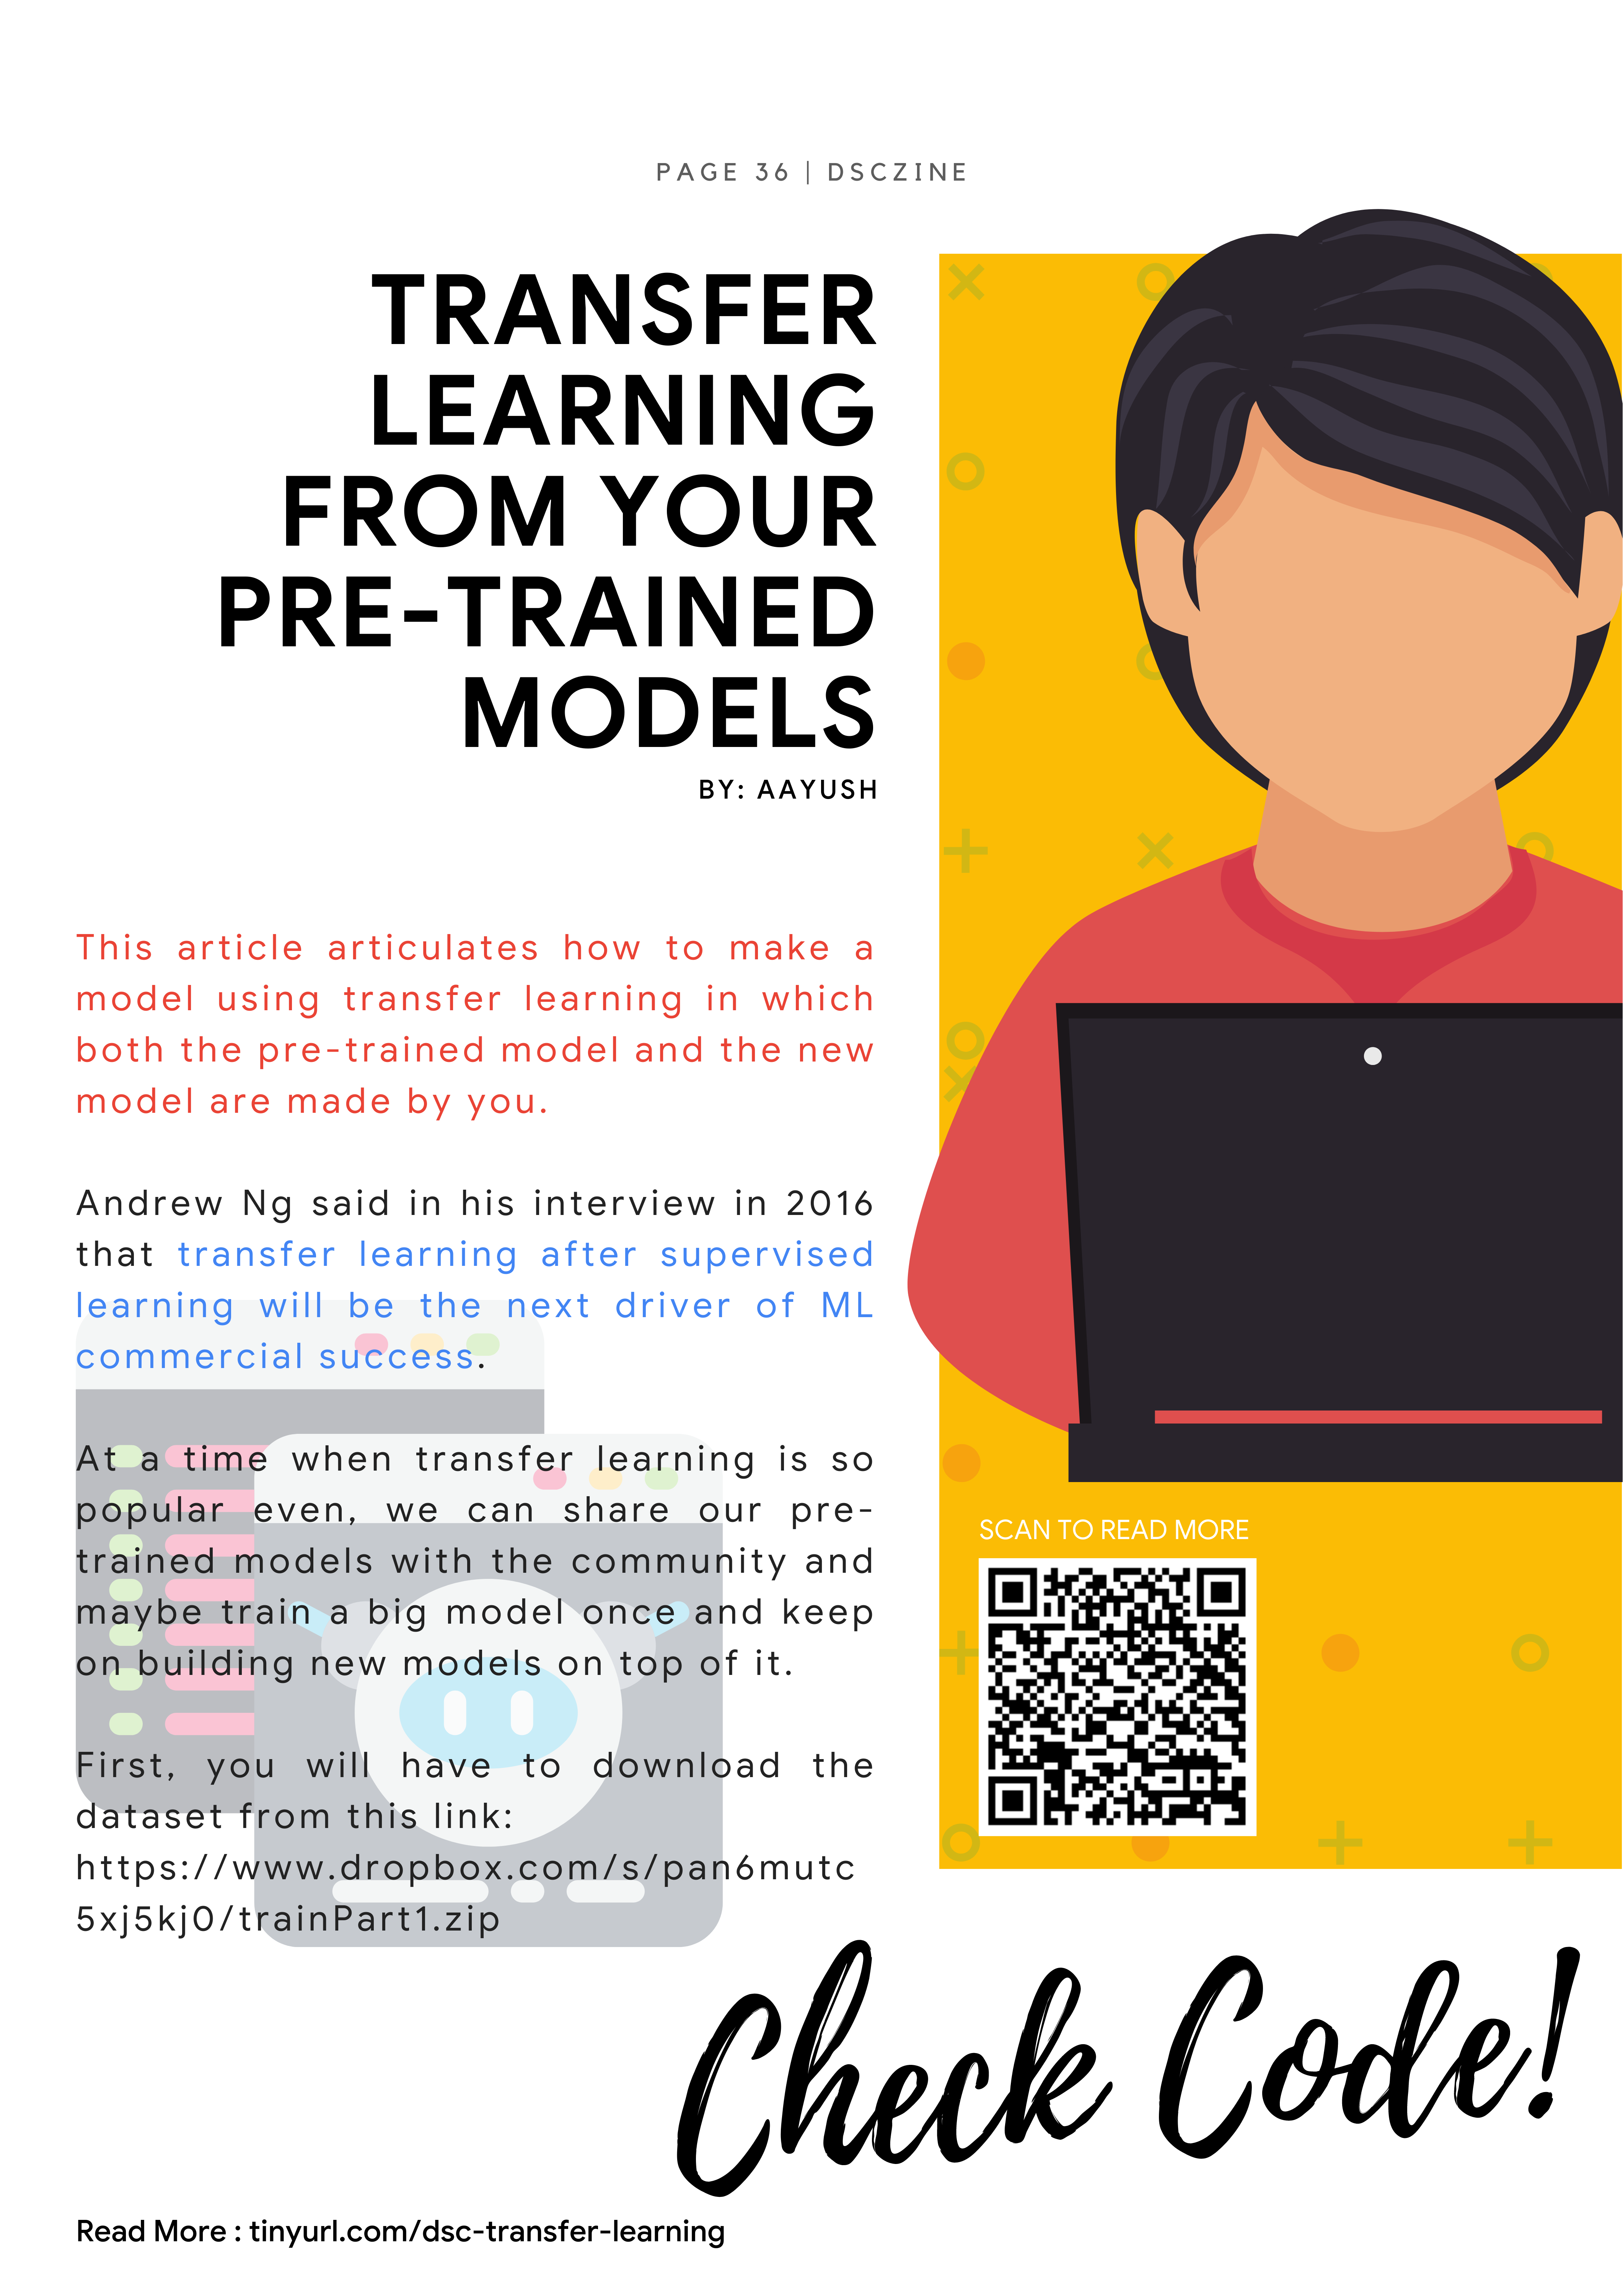 PAGE 36 | DSCZINE
TRANSFER
LEARNING
FROM YOUR
PRE-TRAINED
MODELS
BY: AAYUSH
This article articulates how to make a
model using transfer learning in which
both the pre-trained model and the new
model are made by you.
Andrew Ng said in his interview in 2016
that transfer learning after supervised
learning will be the next driver of ML
commercial success.
At a time when transfer learning is so
popular even, we can share our pre-
trained models with the community and
maybe train a big model once and keep
on building new models on top of it.
First, you will have to download the
dataset from this link:
https://www.dropbox.com/s/pan6mutc
5xj5kj0/trainPart1.zip
SCAN TO READ MORE
Check Code!
Read More : tinyurl.com/dsc-transfer-learning